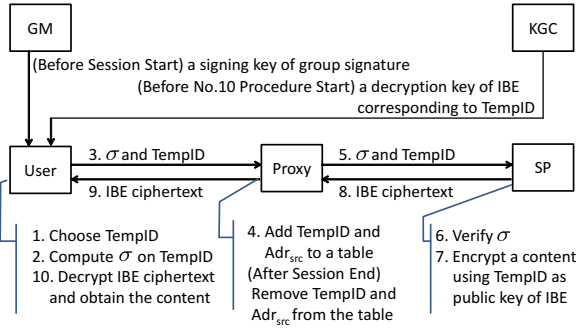 GM
KGC
(Before Session Start) a signing key of group signature
(Before No.10 Procedure Start) a decryption key of IBE
corresponding to TempID
3. σ and TempID
5. σ and TempID
User
Proxy
SP
9. IBE ciphertext
8. IBE ciphertext
1. Choose TempID
2. Compute σ on TempID
10. Decrypt IBE ciphertext
and obtain the content
4. Add TempID and
Adr_src to a table
(After Session End)
Remove TempID and
Adr_src from the table
6. Verify σ
7. Encrypt a content
using TempID as
public key of IBE